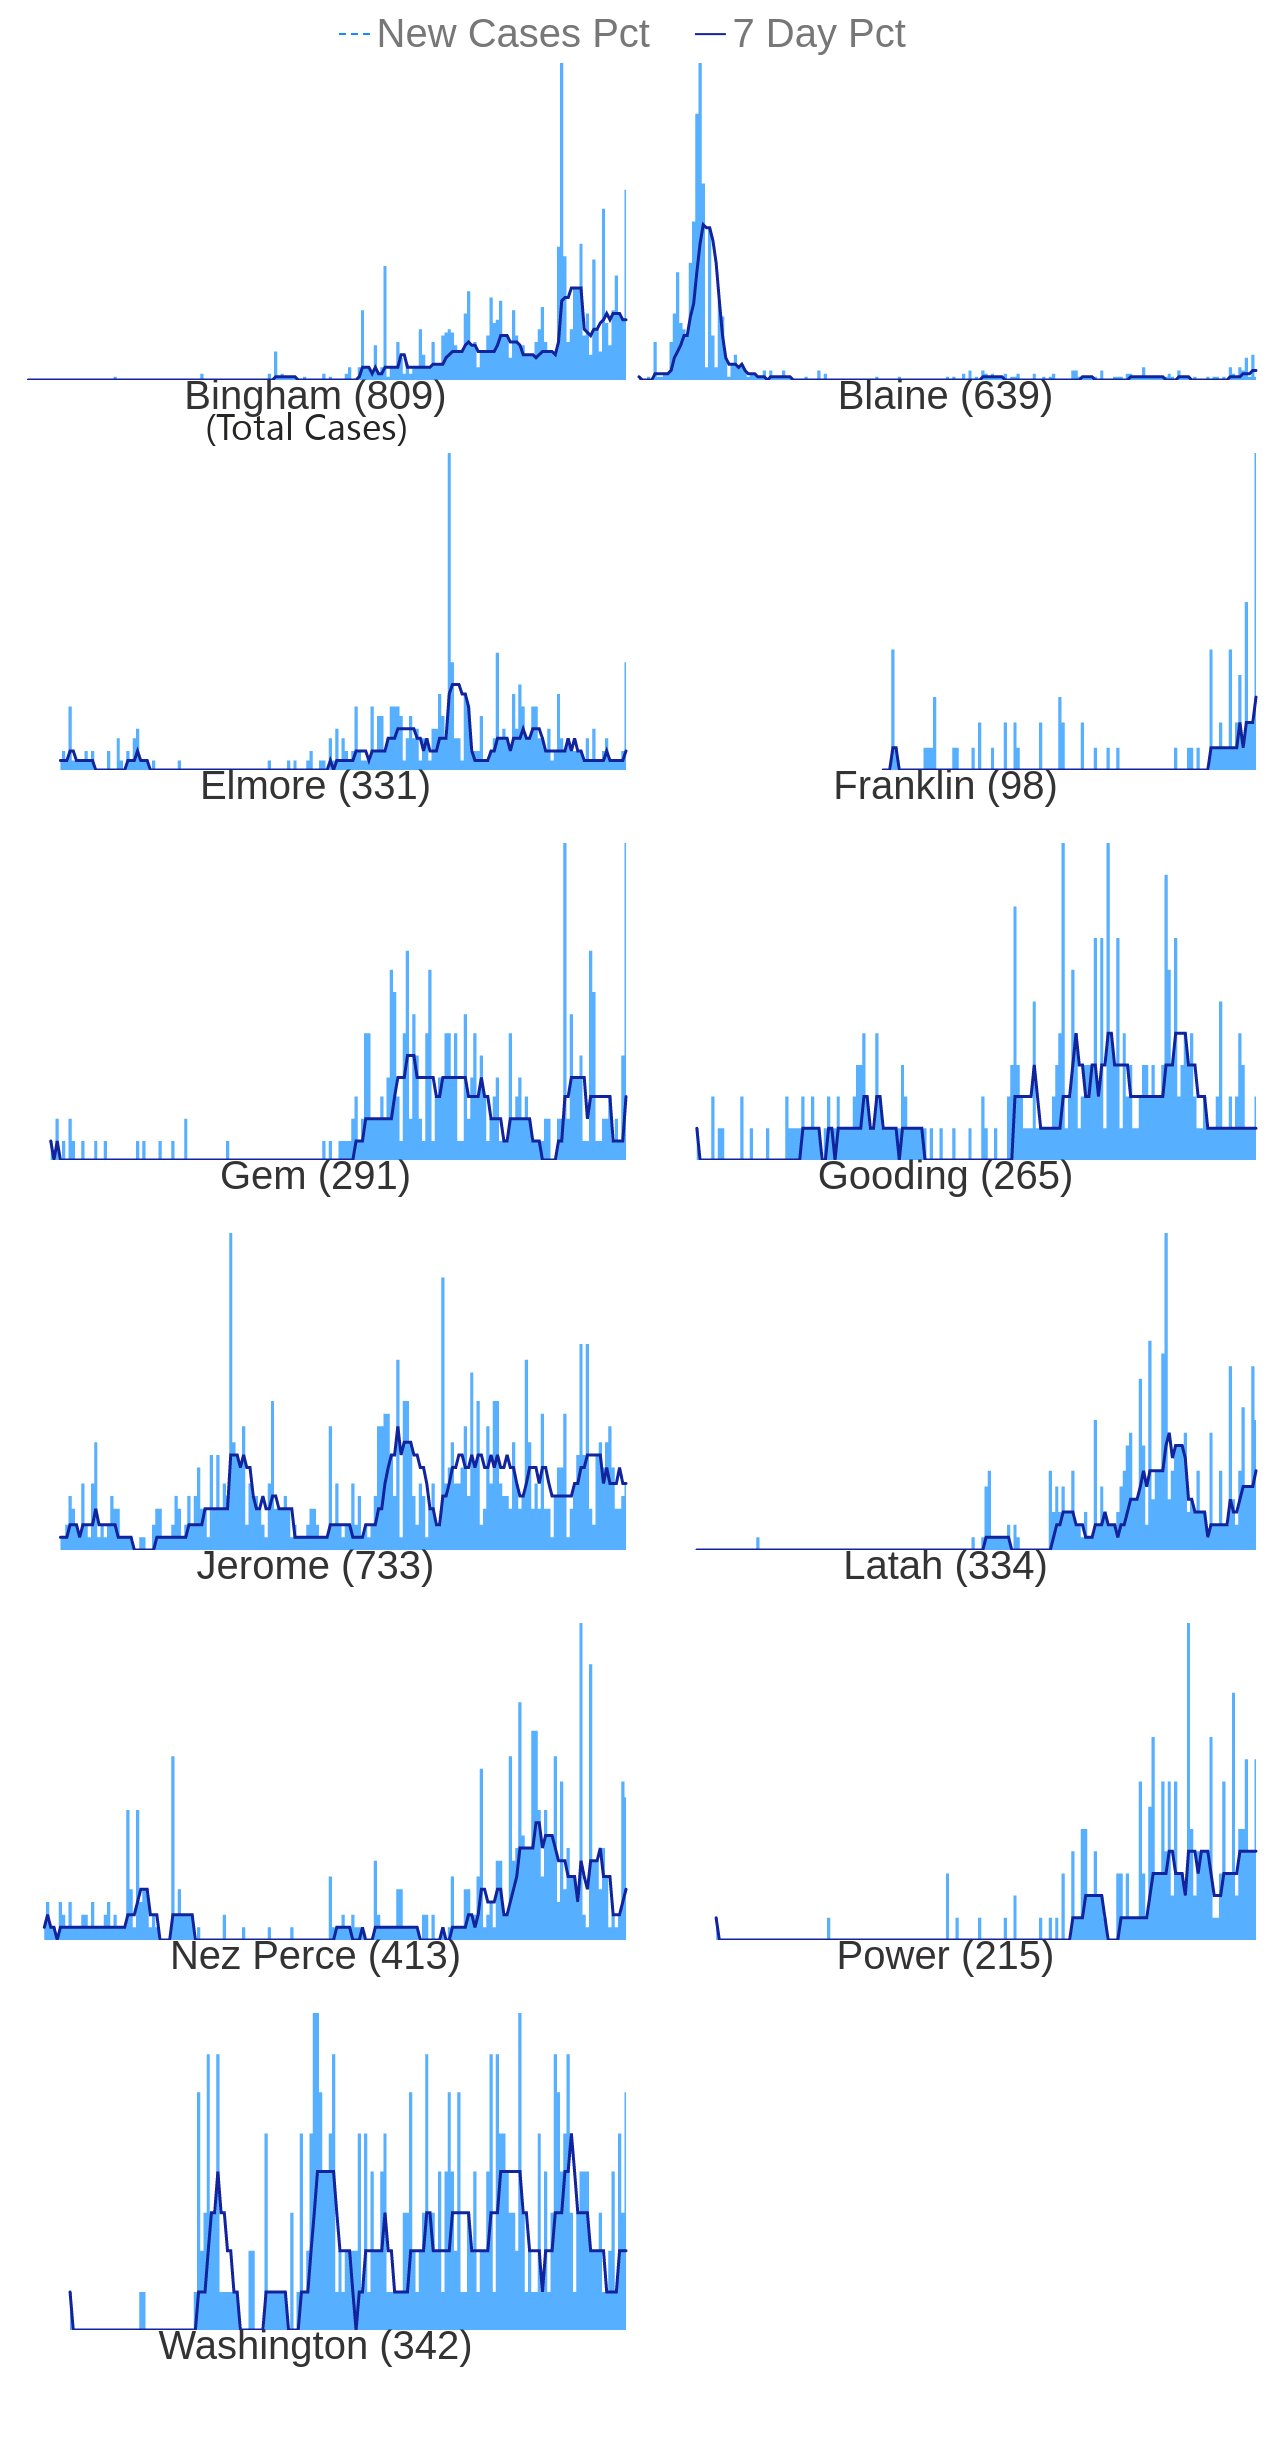 New Cases Pct 7 Day Pct
Bingham (809) Blaine (639)
(Total Cases)
Elmore (331) Franklin (98)
Gem (291) Gooding (265)
Jerome (733) Latah (334)
Nez Perce (413) Power (215)
Washington (342)